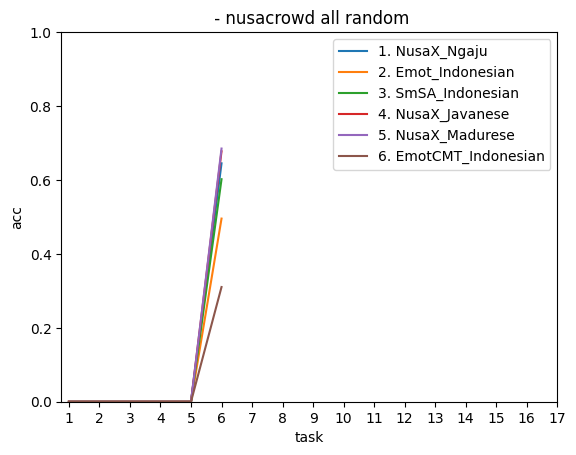 - nusacrowd all random
1.0
0.8
0.6
0.4
0.2
0.0
acc
1. NusaX_Ngaju
2. Emot_Indonesian
3. SmSA_Indonesian
4. NusaX_Javanese
5. NusaX_Madurese
6. EmotCMT_Indonesian
1 2 3 4 5 6 7 8 9 10 11 12 13 14 15 16 17
task